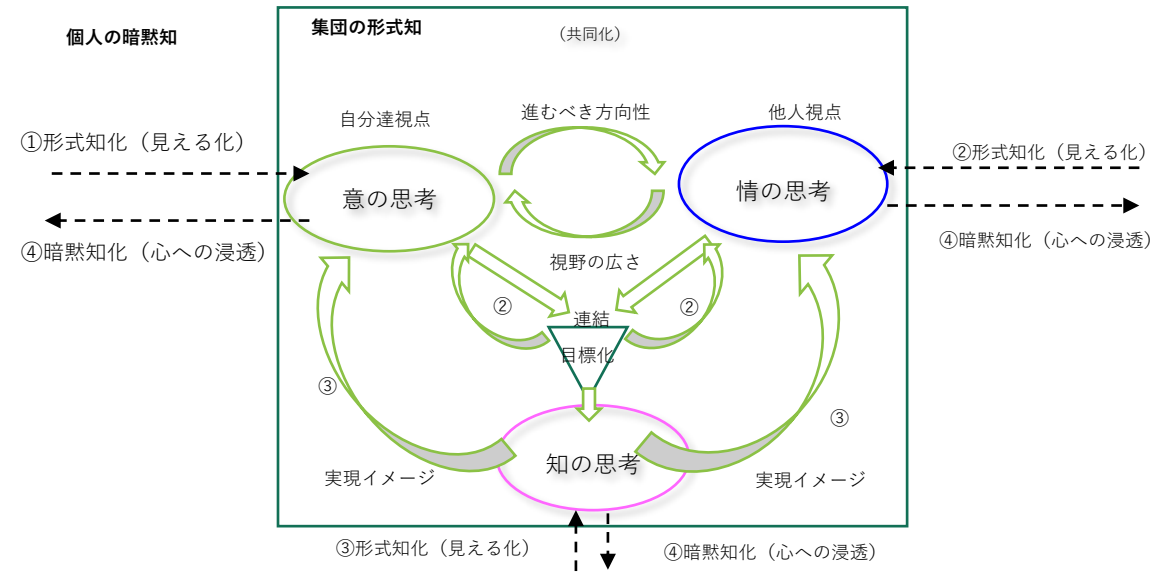 個人の暗黙知
集団の形式知
(共同化)
自分達視点
進むべき方向性
他人視点
①形式知化（見える化）
②形式知化（見える化）
意の思考
情の思考
④暗黙知化（心への浸透）
④暗黙知化（心への浸透）
視野の広さ
②
②
連結
目標化
③
③
知の思考
実現イメージ
実現イメージ
③形式知化（見える化）
④暗黙知化（心への浸透）